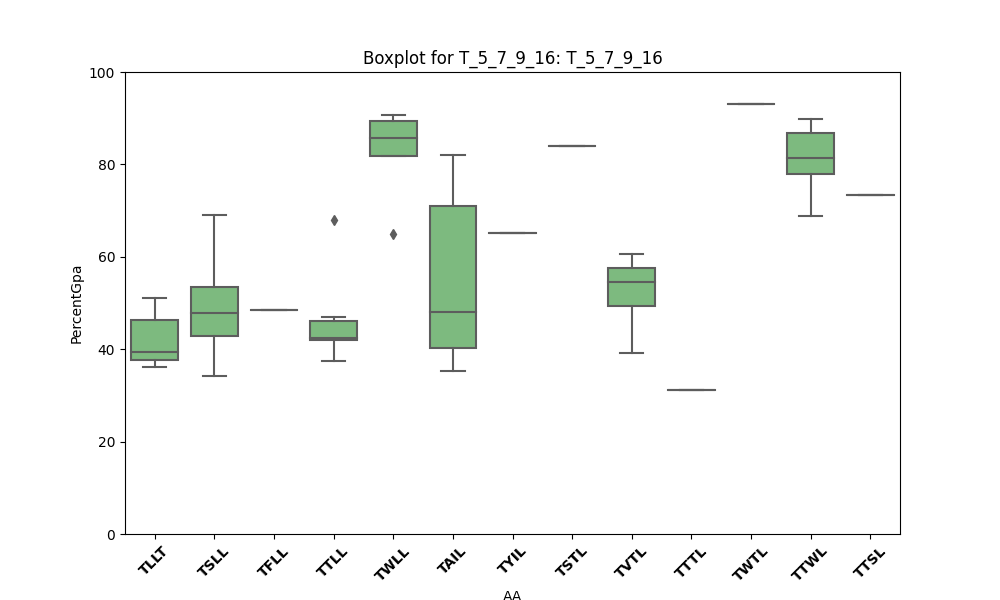 Boxplot for T_5_7_9_16: T_5_7_9_16
100
80
60
40
20
0
PercentGpa
TLLT
TSLL
TFLL
TTLL
TWLL
TAIL
TYIL
TSTL
TVTL
TTTL
TWTL
TTWL
TTSL
AA